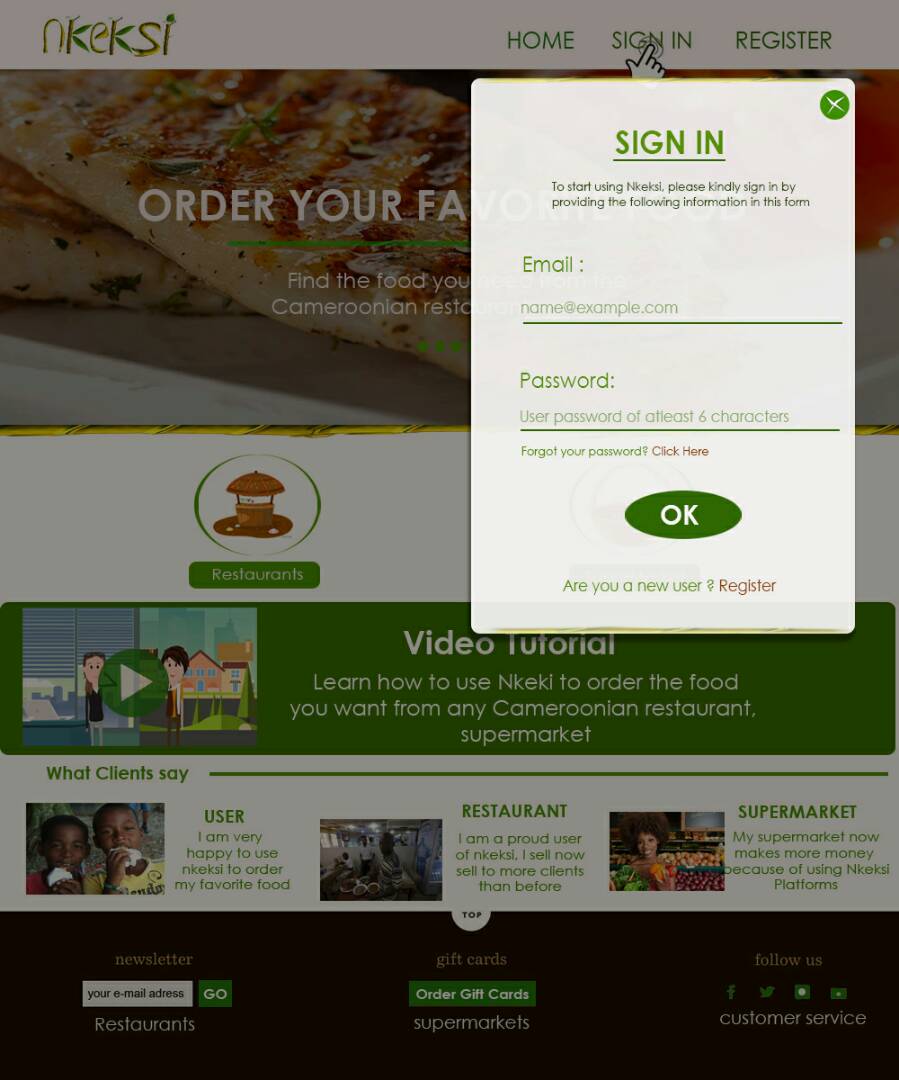 nkeksi
HOME SIGN IN REGISTER
SIGN IN
To start using Nkeksi, please kindly sign in by
providing the following information in this form
ORDER YOUR FAVORITE FOOD
Find the food you need from the
Cameroonian
Email :
name@example.com
Password:
User password of atleast 6 characters
Forgot your password? Click Here
OK
Are you a new user ? Register
Restaurants
Video Tutorial
Learn how to use Nkeki to order the food
you want from any Cameroonian restaurant,
supermarket
What Clients say
USER
I am very
happy to use
nkeksi to order
my favorite food
RESTAURANT
I am a proud user
of nkeksi, I sell now
sell to more clients
than before
SUPERMARKET
My supermarket now
makes more money
because of using Nkeksi
Platforms
TOP
newsletter
your e-mail adress GO
Restaurants
gift cards
Order Gift Cards
supermarkets
follow us
customer service